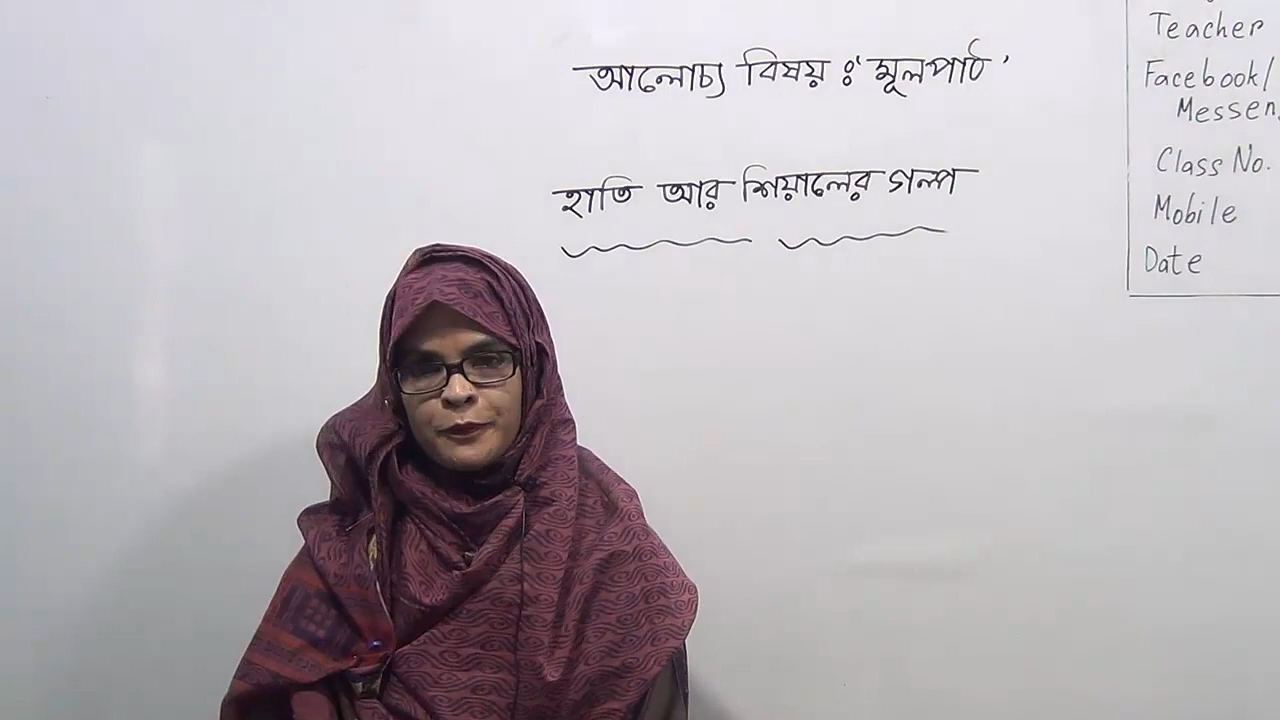 আলোচ্য বিষয় ঃ ‘মূলপাঠ’
হাতি আর শিয়ালের গল্প
Teacher
Facebook/
Messen
Class No.
Mobile
Date